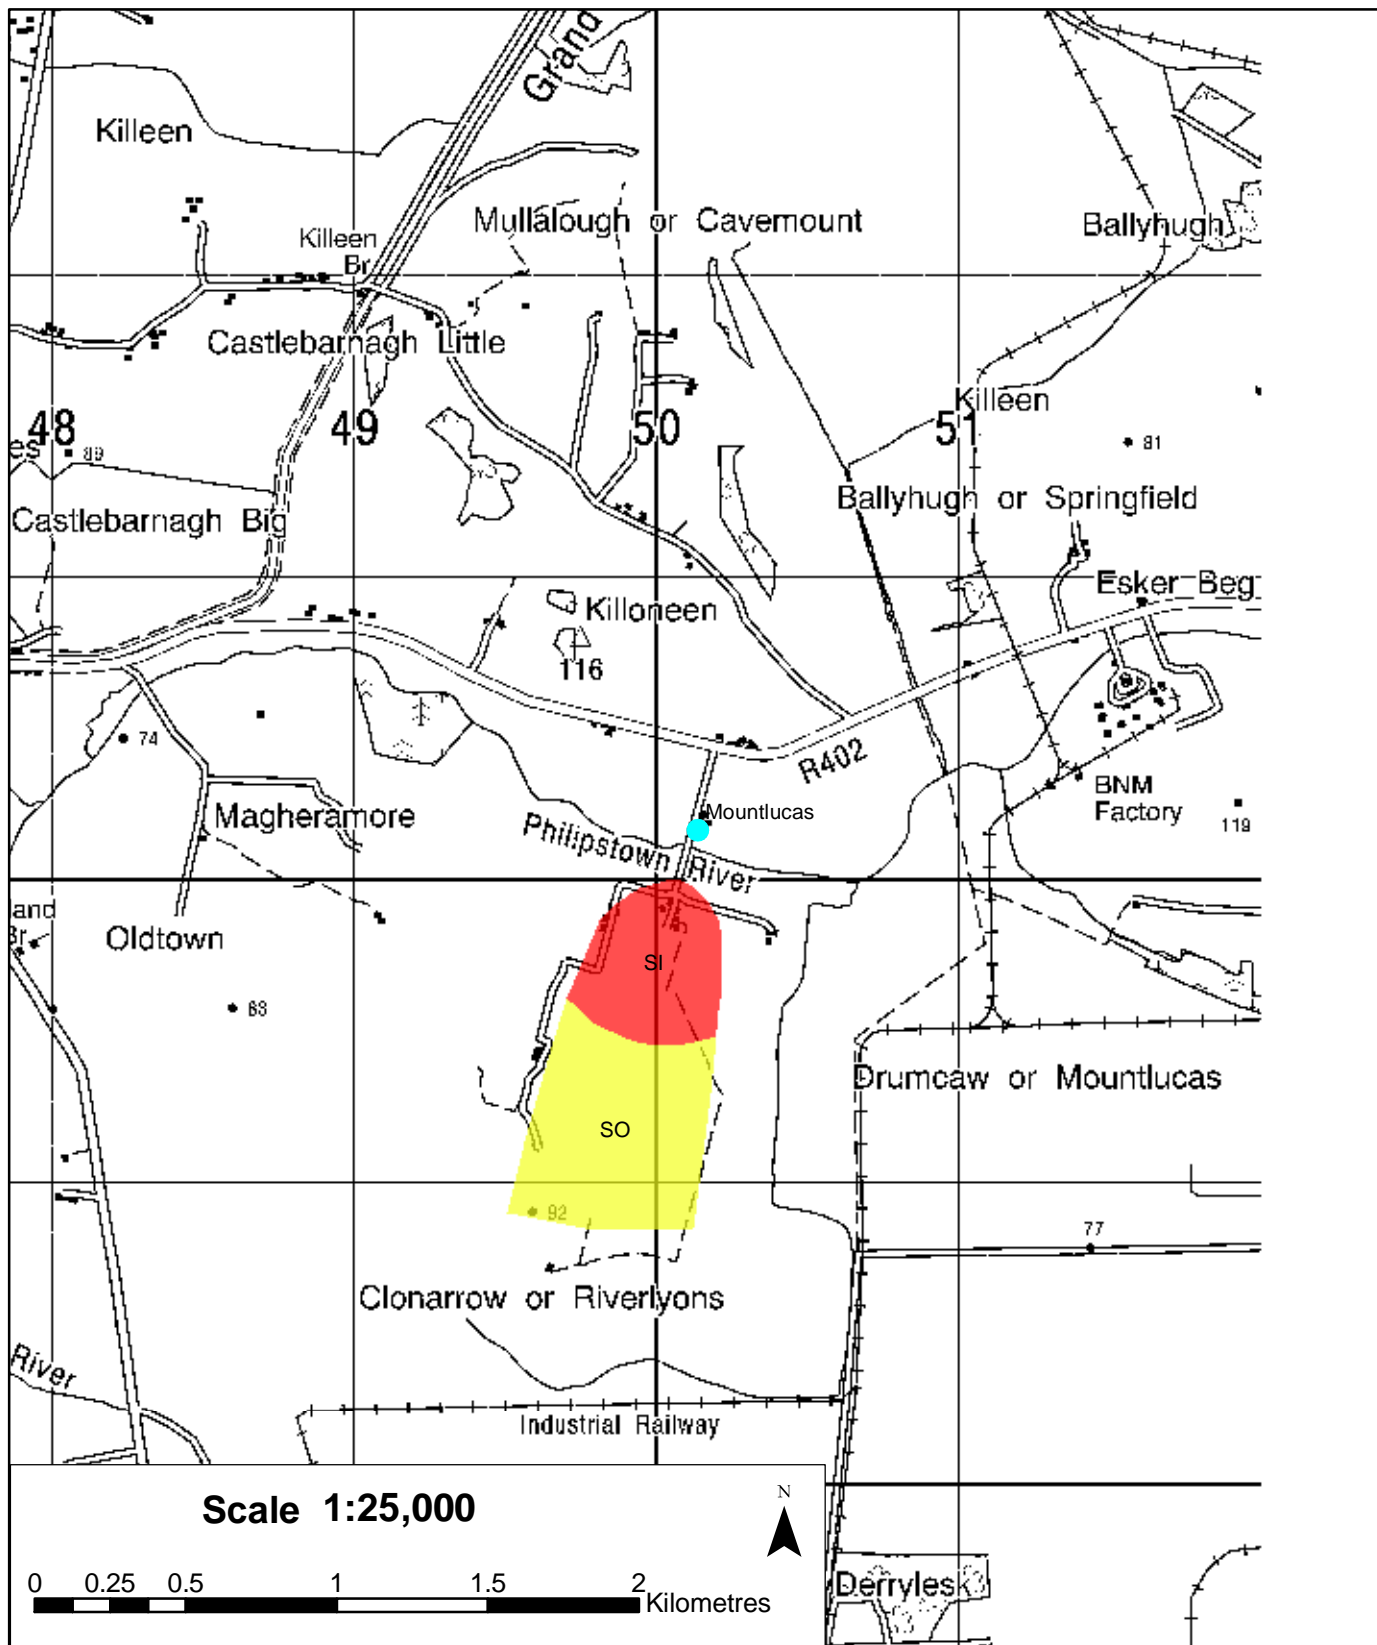 Grand
Killeen
Mullalough or Cavemount
Ballyhugh
Killeen
Br
Castlebarnagh Little
Killeen
48
49
50
51
es
89
81
Castlebarnagh Big
Ballyhugh or Springfield
Esker Beg
Killoneen
116
74
R402
BNM
Factory
119
Magheramore
Mountlucas
Philipstown River
land
Br
Oldtown
SI
83
Drumcaw or Mountlucas
SO
92
77
Clonarrow or Riverlyons
River
Industrial Railway
Scale 1:25,000
N
0 0.25 0.5 1 1.5 2
Kilometres
Derrylesk